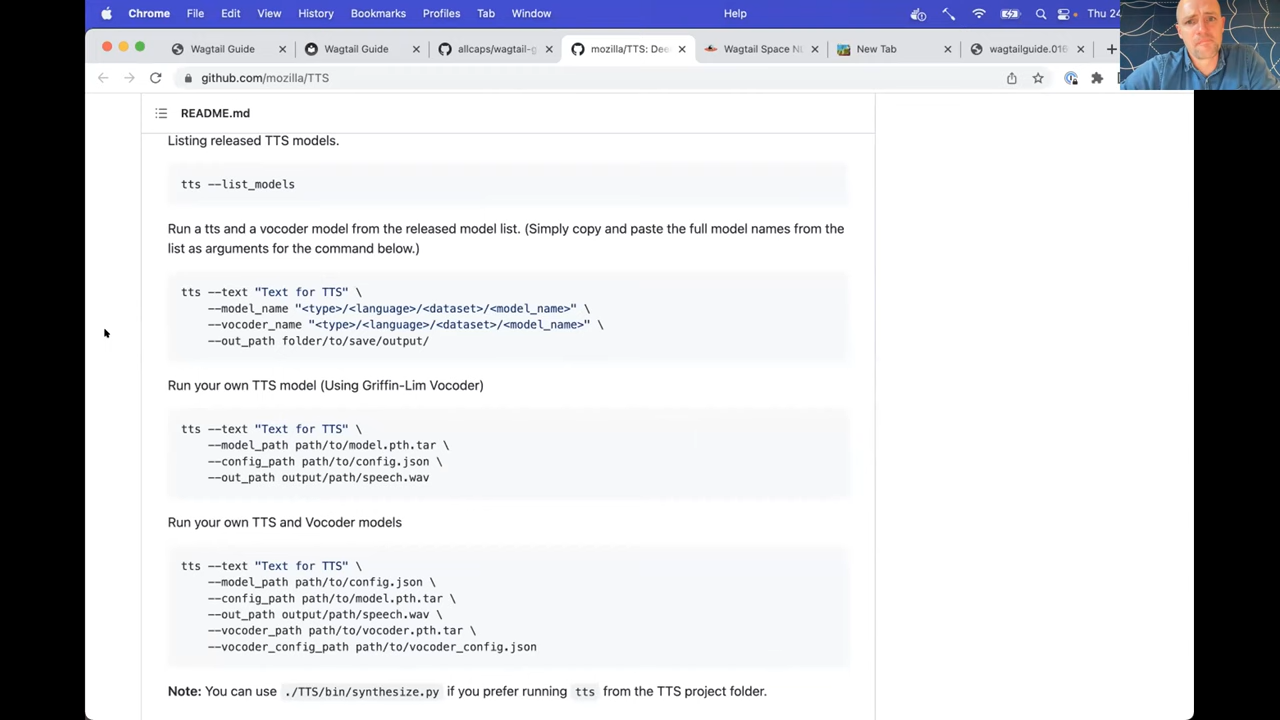 Chrome File Edit View History Bookmarks Profiles Tab Window Help Thu 24
Wagtail Guide Wagtail Guide allcaps/wagtail-g mozilla/TTS: Dee Wagtail Space NL New Tab wagtailguide.016
github.com/mozilla/TTS
README.md
Listing released TTS models.
tts --list_models
Run a tts and a vocoder model from the released model list. (Simply copy and paste the full model names from the
list as arguments for the command below.)
tts --text "Text for TTS" \
--model_name "<type>/<language>/<dataset>/<model_name>" \
--vocoder_name "<type>/<language>/<dataset>/<model_name>" \
--out_path folder/to/save/output/
Run your own TTS model (Using Griffin-Lim Vocoder)
tts --text "Text for TTS" \
--model_path path/to/model.pth.tar \
--config_path path/to/config.json \
--out_path output/path/speech.wav
Run your own TTS and Vocoder models
tts --text "Text for TTS" \
--model_path path/to/config.json \
--config_path path/to/model.pth.tar \
--out_path output/path/speech.wav \
--vocoder_path path/to/vocoder.pth.tar \
--vocoder_config_path path/to/vocoder_config.json
Note: You can use ./TTS/bin/synthesize.py if you prefer running tts from the TTS project folder.